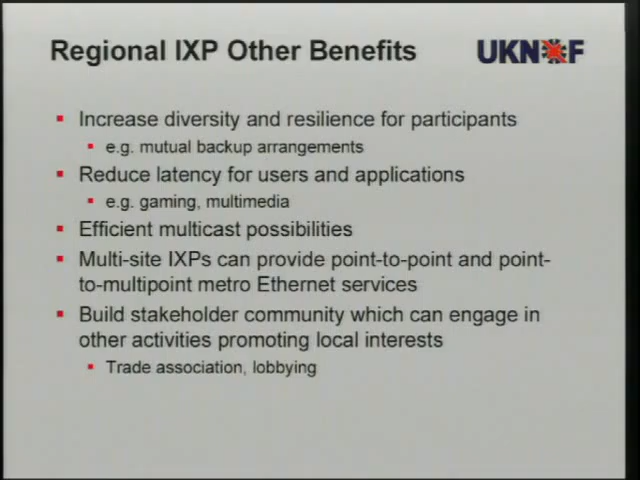 Regional IXP Other Benefits
UKNOF
Increase diversity and resilience for participants
e.g. mutual backup arrangements
Reduce latency for users and applications
e.g. gaming, multimedia
Efficient multicast possibilities
Multi-site IXPs can provide point-to-point and point-
to-multipoint metro Ethernet services
Build stakeholder community which can engage in
other activities promoting local interests
Trade association, lobbying